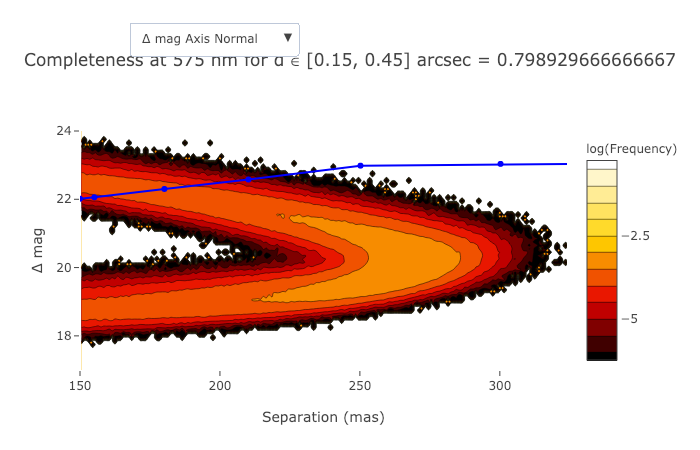 Δ mag Axis Normal ▼
Completeness at 575 nm for d ∈ [0.15, 0.45] arcsec = 0.798929666666667
24
22
20
18
Δ mag
150
200
250
300
Separation (mas)
log(Frequency)
−2.5
−5